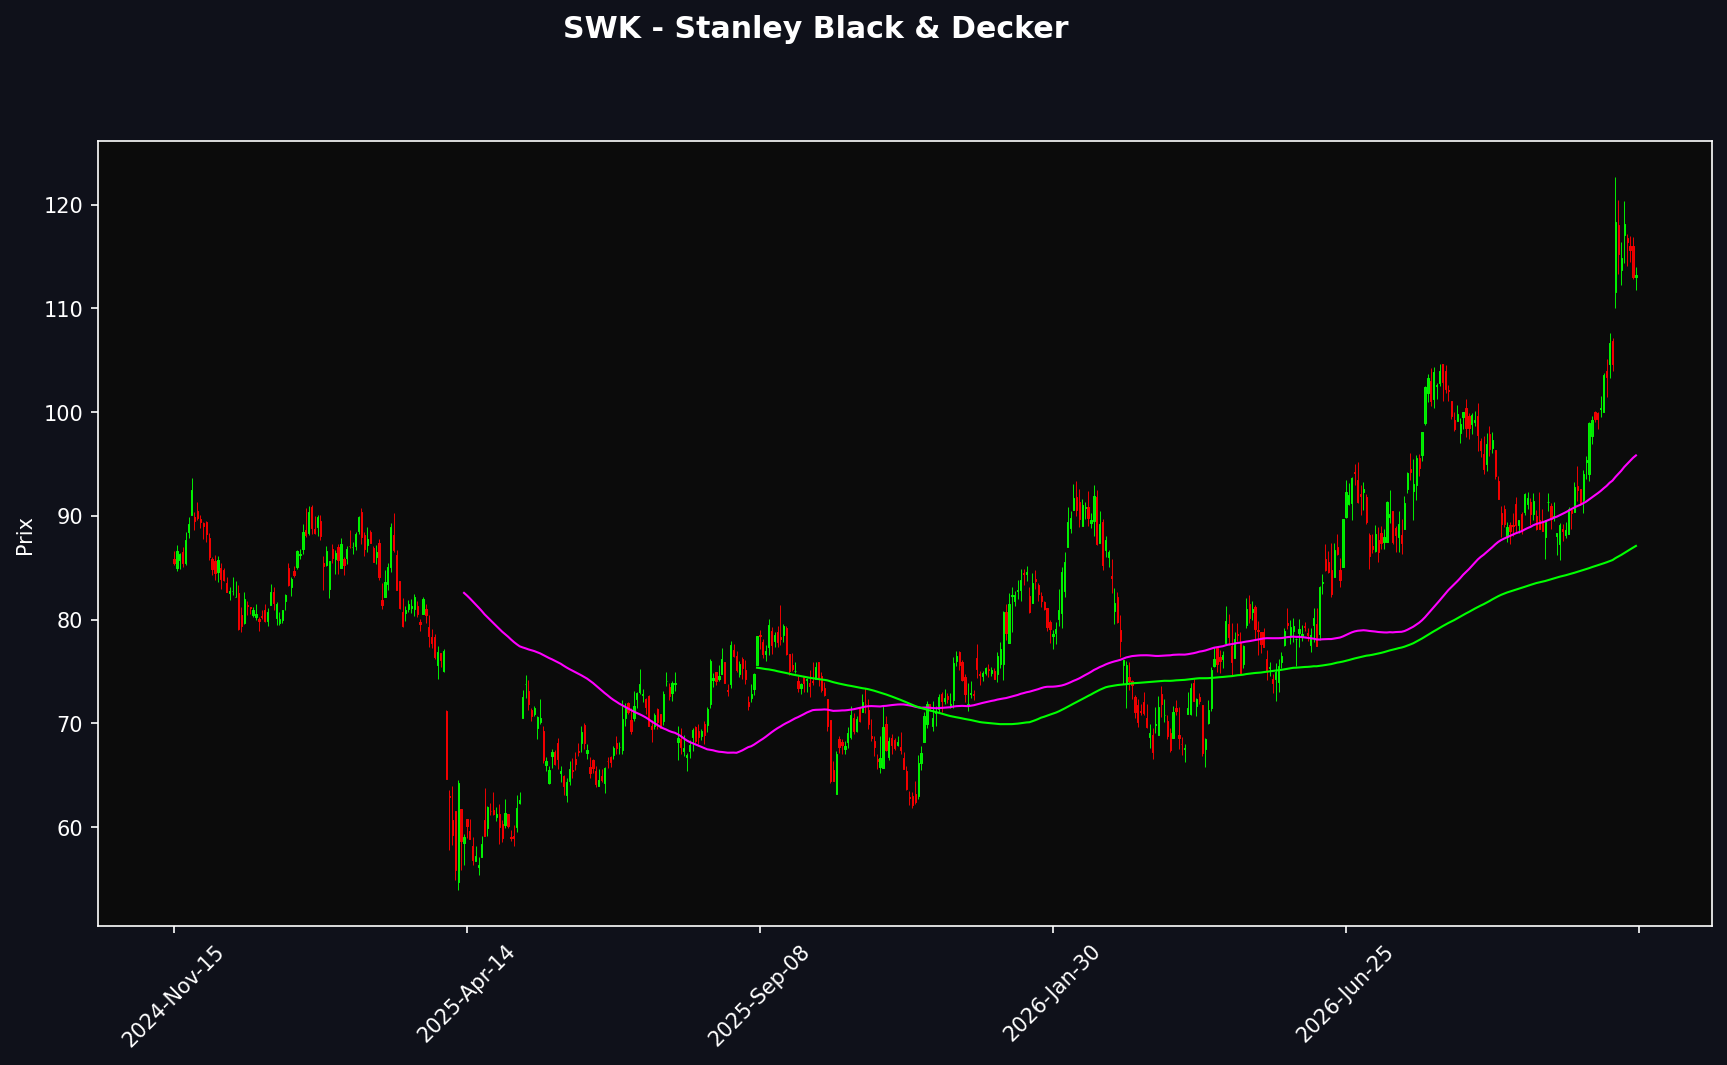 SWK - Stanley Black & Decker
Prix
120
110
100
90
80
70
60
2024-Nov-15
2025-Apr-14
2025-Sep-08
2026-Jan-30
2026-Jun-25